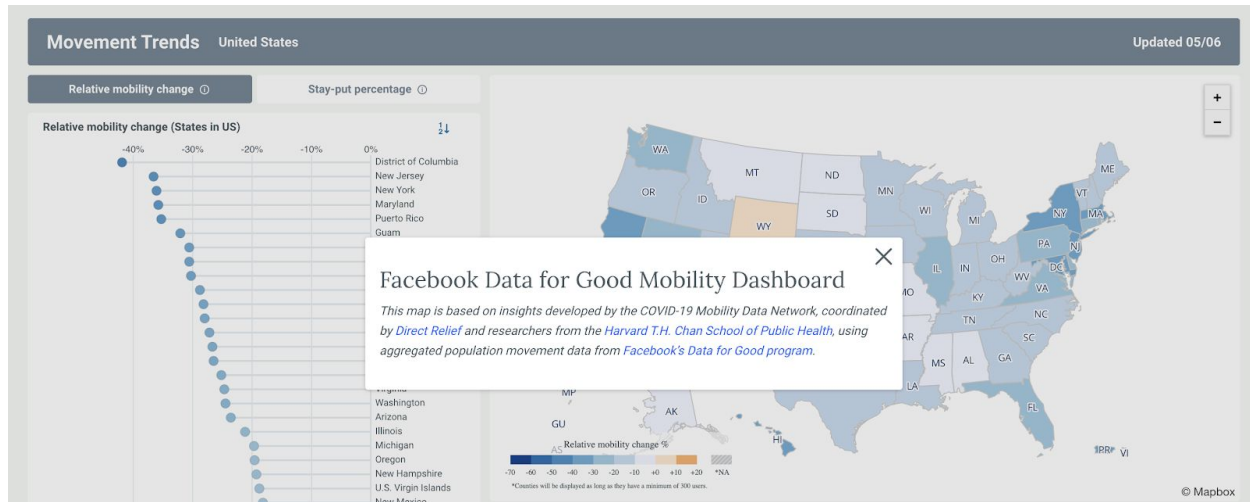 Movement Trends United States Updated 05/06
Relative mobility change
Stay-put percentage
Relative mobility change (States in US)
-40% -30% -20% -10% 0%
District of Columbia
New Jersey
New York
Maryland
Puerto Rico
Guam
Facebook Data for Good Mobility Dashboard
This map is based on insights developed by the COVID-19 Mobility Data Network, coordinated
by Direct Relief and researchers from the Harvard T.H. Chan School of Public Health, using
aggregated population movement data from Facebook's Data for Good program.
Virginia
Washington
Arizona
Illinois
Michigan
Oregon
New Hampshire
U.S. Virgin Islands
New Mexico
+
−
WA
MT
ND
MN
ME
OR
ID
SD
WI
MI
VT
NY
MA
WY
PA
NJ
IL
IN
OH
DC
WV
VA
MO
KY
NC
TN
AR
SC
MS
AL
GA
LA
FL
MP
AK
GU
AS
HI
PR
VI
Relative mobility change %
-70 -60 -50 -40 -30 -20 -10 +0 +10 +20 *NA
*Counties will be displayed as long as they have a minimum of 300 users.
© Mapbox